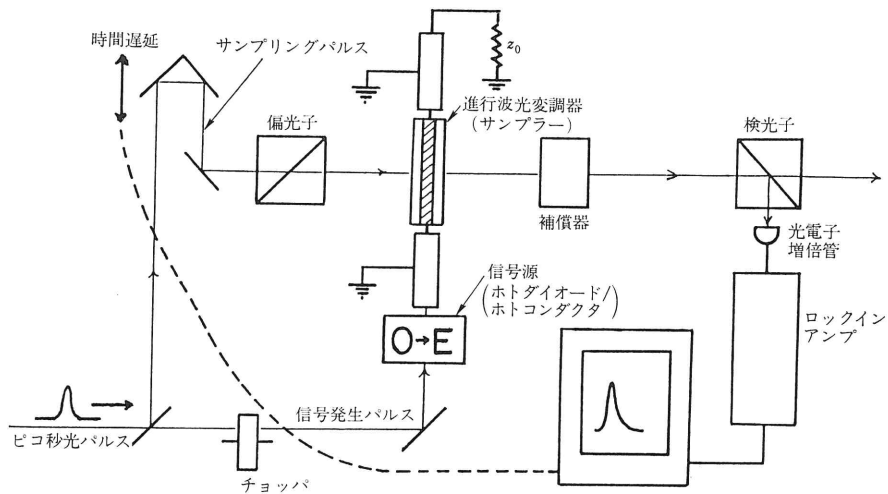 時間遅延
サンプリングパルス
z₀
進行波光変調器
(サンプラー)
偏光子
検光子
補償器
光電子
増倍管
信号源
(ホトダイオード/
ホトコンダクタ)
O→E
ロックイン
アンプ
信号発生パルス
ピコ秒光パルス
チョッパ